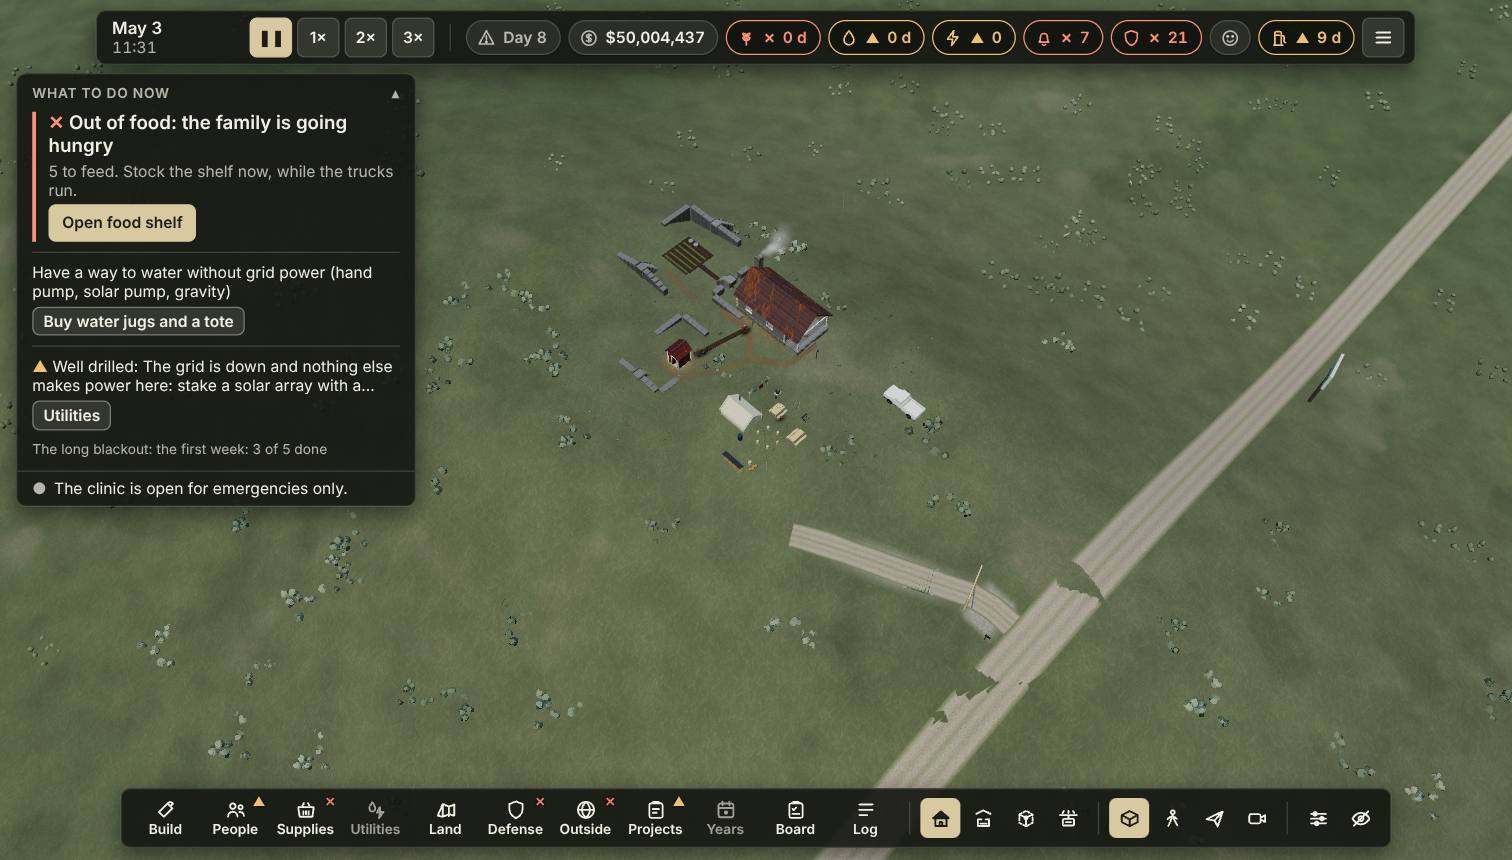 May 3
11:31
1×
2×
3×
Day 8
$50,004,437
× 0 d
▲ 0 d
▲ 0
× 7
× 21
▲ 9 d
WHAT TO DO NOW ▲
× Out of food: the family is going
hungry
5 to feed. Stock the shelf now, while the trucks
run.
Open food shelf
Have a way to water without grid power (hand
pump, solar pump, gravity)
Buy water jugs and a tote
▲ Well drilled: The grid is down and nothing else
makes power here: stake a solar array with a...
Utilities
The long blackout: the first week: 3 of 5 done
The clinic is open for emergencies only.
Build
People
Supplies
Utilities
Land
Defense
Outside
Projects
Years
Board
Log